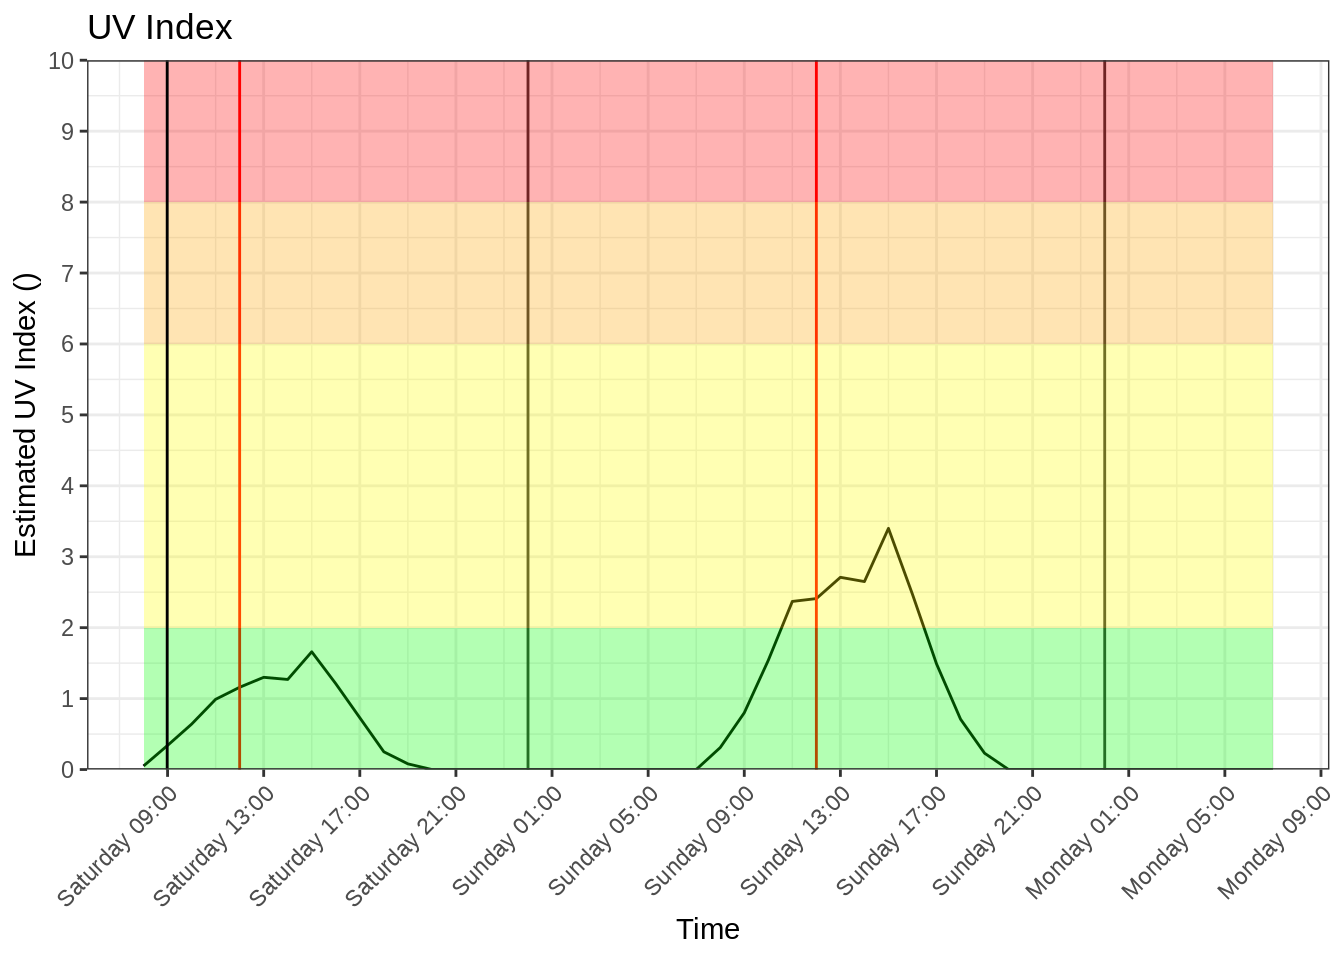 UV Index
Estimated UV Index ()
10
9
8
7
6
5
4
3
2
1
0
Saturday 09:00
Saturday 13:00
Saturday 17:00
Saturday 21:00
Sunday 01:00
Sunday 05:00
Sunday 09:00
Sunday 13:00
Sunday 17:00
Sunday 21:00
Monday 01:00
Monday 05:00
Monday 09:00
Time